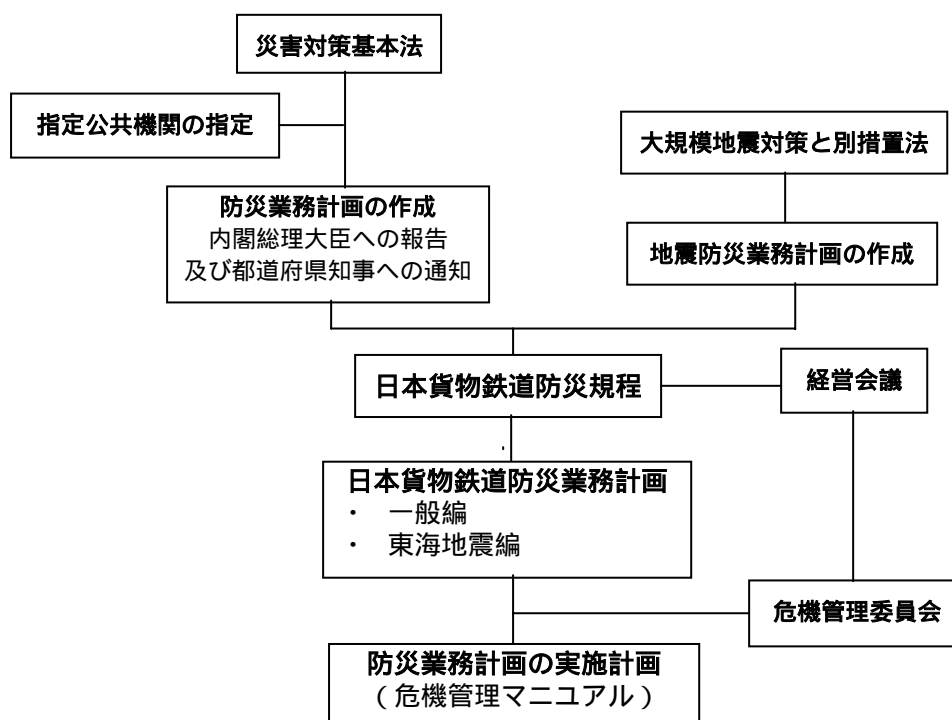 災害対策基本法
指定公共機関の指定
大規模地震対策と別措置法
防災業務計画の作成
内閣総理大臣への報告
及び都道府県知事への通知
地震防災業務計画の作成
日本貨物鉄道防災規程
経営会議
日本貨物鉄道防災業務計画
・ 一般編
・ 東海地震編
危機管理委員会
防災業務計画の実施計画
（危機管理マニユアル）